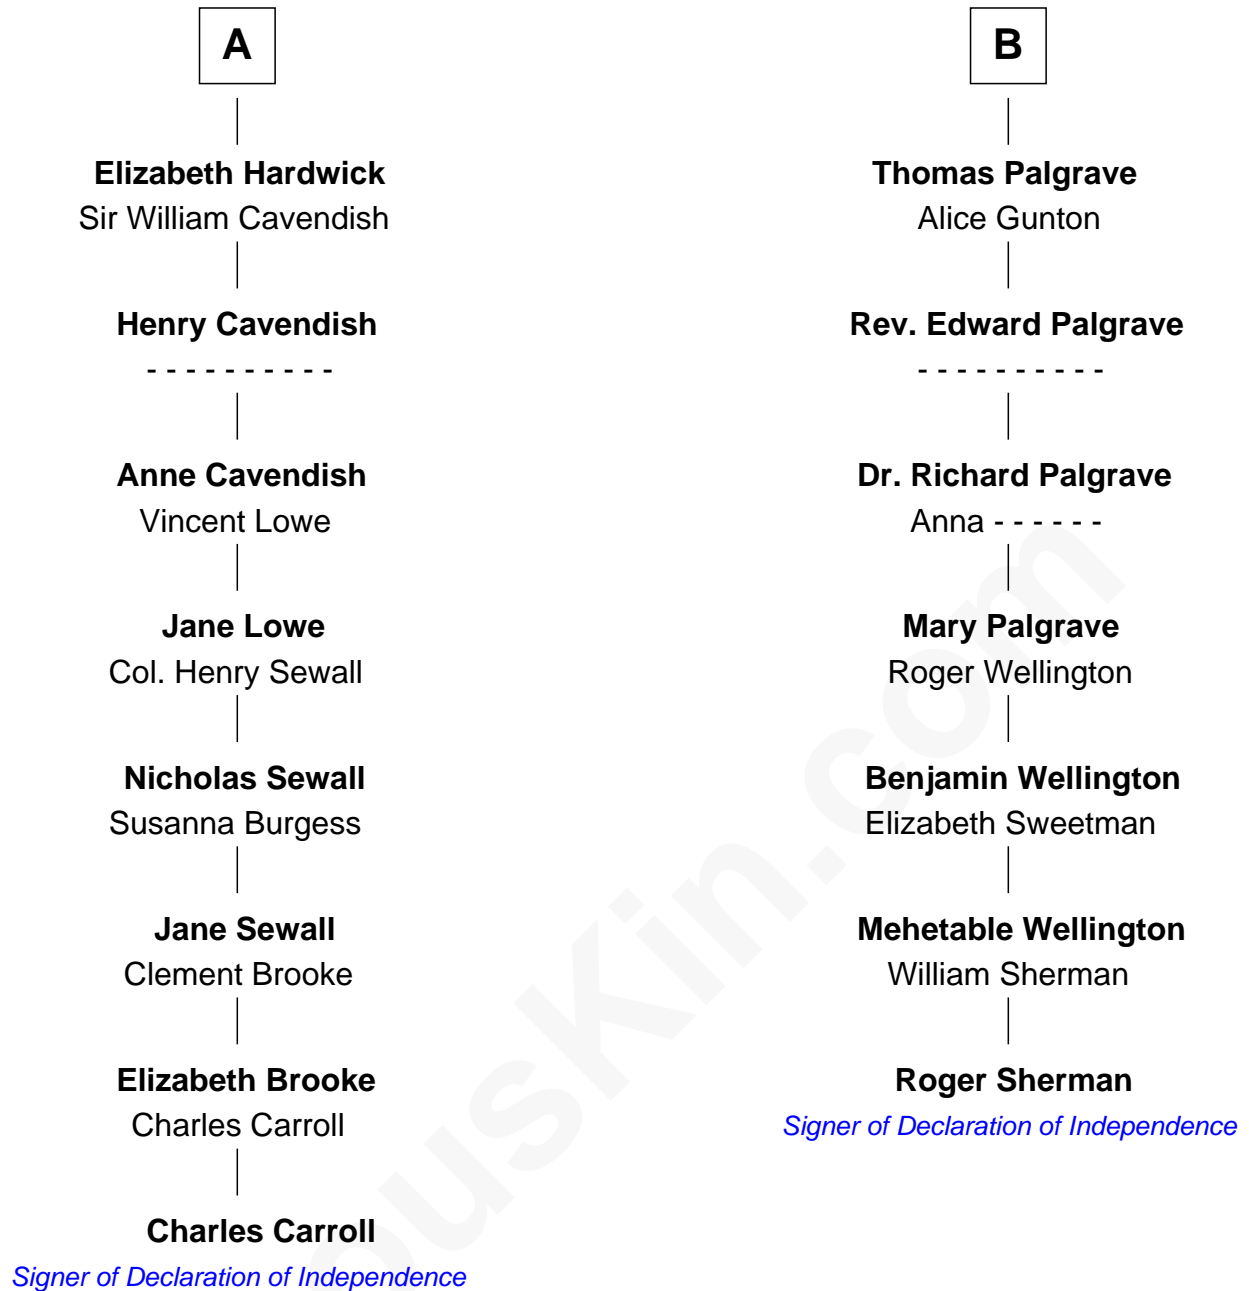 A
Elizabeth Hardwick
Sir William Cavendish
Henry Cavendish
- - - - - - - - - -
Anne Cavendish
Vincent Lowe
Jane Lowe
Col. Henry Sewall
Nicholas Sewall
Susanna Burgess
Jane Sewall
Clement Brooke
Elizabeth Brooke
Charles Carroll
Charles Carroll
Signer of Declaration of Independence
B
Thomas Palgrave
Alice Gunton
Rev. Edward Palgrave
- - - - - - - - - -
Dr. Richard Palgrave
Anna - - - - - -
Mary Palgrave
Roger Wellington
Benjamin Wellington
Elizabeth Sweetman
Mehetable Wellington
William Sherman
Roger Sherman
Signer of Declaration of Independence
ousKin.com